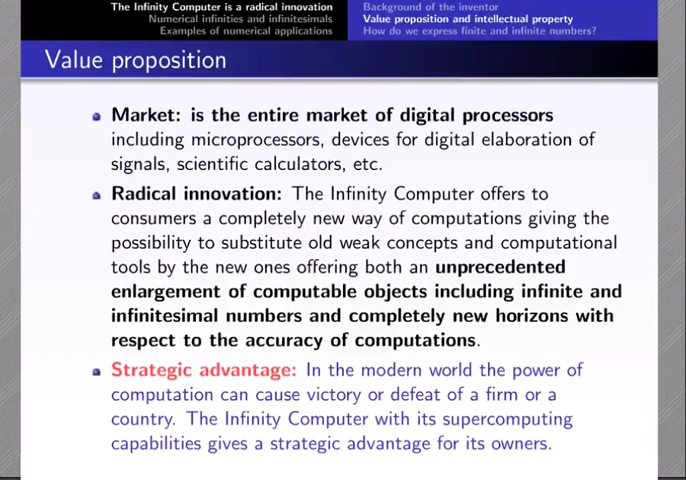 The Infinity Computer is a radical innovation
Numerical infinities and infinitesimals
Examples of numerical applications
Background of the inventor
Value proposition and intellectual property
How do we express finite and infinite numbers?
Value proposition
Market: is the entire market of digital processors
including microprocessors, devices for digital elaboration of
signals, scientific calculators, etc.
Radical innovation: The Infinity Computer offers to
consumers a completely new way of computations giving the
possibility to substitute old weak concepts and computational
tools by the new ones offering both an unprecedented
enlargement of computable objects including infinite and
infinitesimal numbers and completely new horizons with
respect to the accuracy of computations.
Strategic advantage: In the modern world the power of
computation can cause victory or defeat of a firm or a
country. The Infinity Computer with its supercomputing
capabilities gives a strategic advantage for its owners.